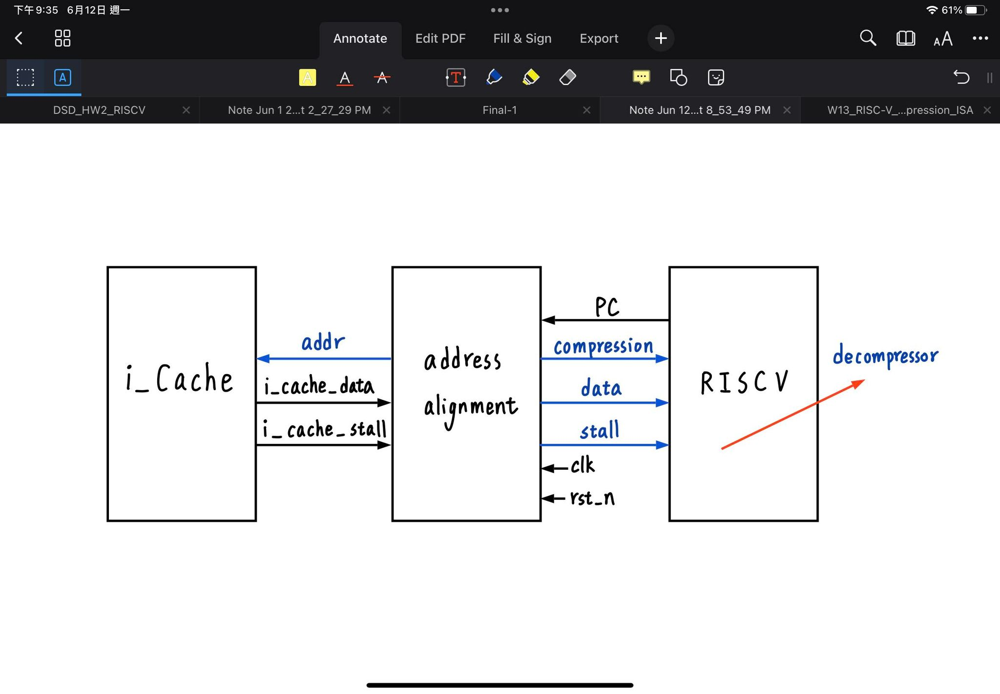 下午9:35 6月12日 週一
61%
Annotate Edit PDF Fill & Sign Export
AA
A
A A A T
DSD_HW2_RISCV
Note Jun 1 2...t 2_27_29 PM
Final-1
Note Jun 12...t 8_53_49 PM
W13_RISC-V_...pression_ISA
i_Cache
addr
i_cache_data
i_cache_stall
address
alignment
PC
compression
data
stall
clk
rst_n
RISCV
decompressor